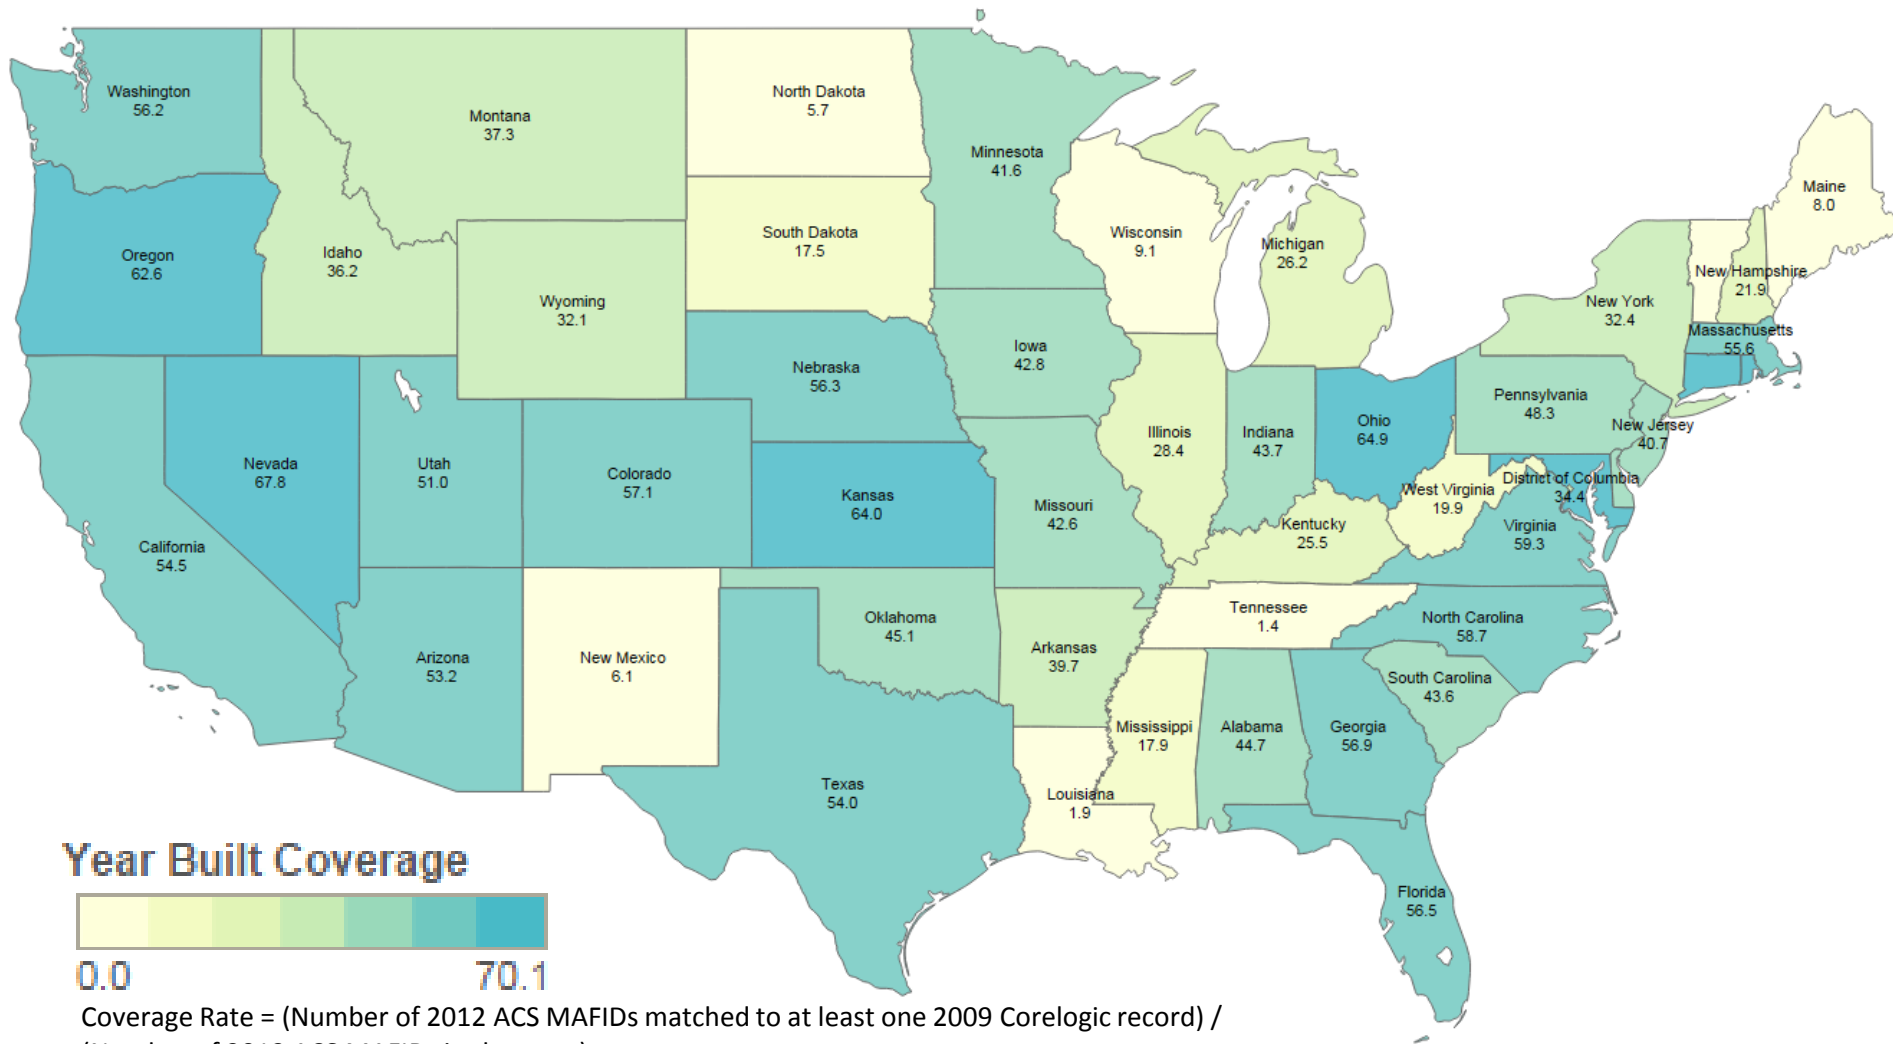 Washington
56.2
Montana
37.3
North Dakota
5.7
Minnesota
41.6
Maine
8.0
Oregon
62.6
Idaho
36.2
South Dakota
17.5
Wisconsin
9.1
Michigan
26.2
New Hampshire
21.9
Wyoming
32.1
New York
32.4
Massachusetts
55.6
Nebraska
56.3
Iowa
42.8
Pennsylvania
48.3
New Jersey
40.7
Nevada
67.8
Utah
51.0
Colorado
57.1
Kansas
64.0
Missouri
42.6
Illinois
28.4
Indiana
43.7
Ohio
64.9
West Virginia
19.9
District of Columbia
34.4
Kentucky
25.5
Virginia
59.3
California
54.5
Arizona
53.2
New Mexico
6.1
Oklahoma
45.1
Arkansas
39.7
Tennessee
1.4
North Carolina
58.7
South Carolina
43.6
Mississippi
17.9
Alabama
44.7
Georgia
56.9
Texas
54.0
Louisiana
1.9
Florida
56.5
Year Built Coverage
0.0 70.1
Coverage Rate = (Number of 2012 ACS MAFIDs matched to at least one 2009 Corelogic record) /